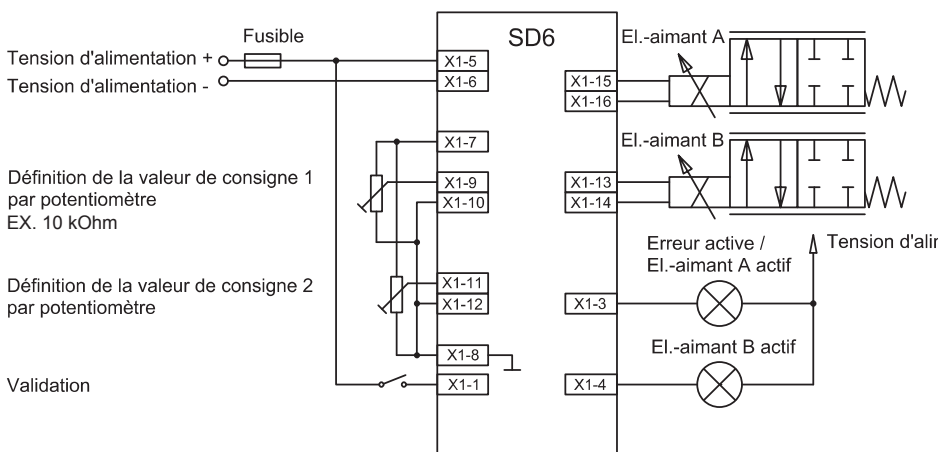 Fusible
SD6
El.-aimant A
Tension d'alimentation +
X1-5
Tension d'alimentation -
X1-6
X1-15
X1-16
X1-7
El.-aimant B
Définition de la valeur de consigne 1
par potentiomètre
EX. 10 kOhm
X1-9
X1-10
X1-13
X1-14
Erreur active /
El.-aimant A actif
Tension d'ali
Définition de la valeur de consigne 2
par potentiomètre
X1-11
X1-12
X1-3
El.-aimant B actif
X1-8
Validation
X1-1
X1-4